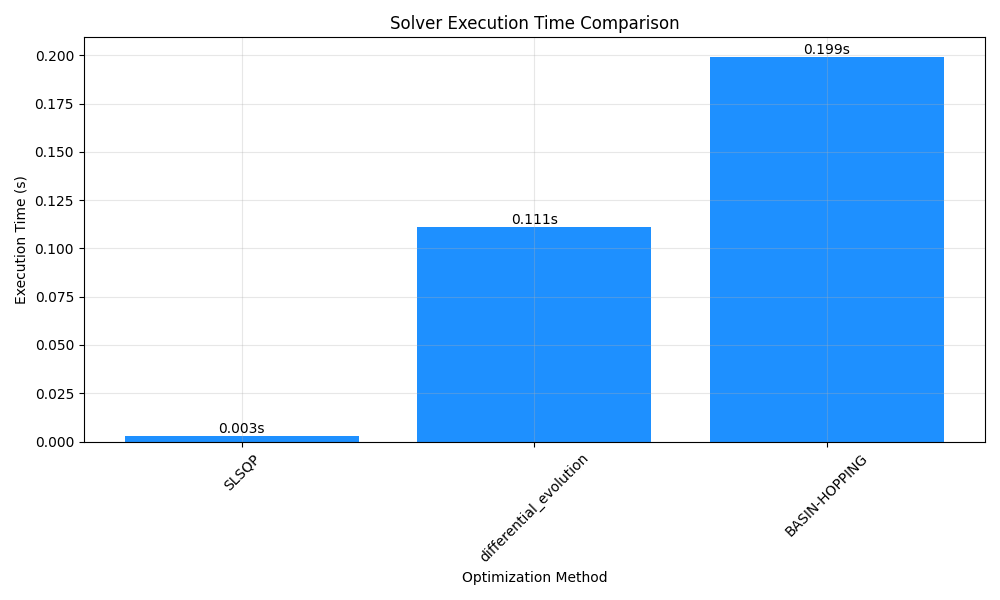 Solver Execution Time Comparison
Execution Time (s)
0.200
0.175
0.150
0.125
0.100
0.075
0.050
0.025
0.000
0.003s
0.111s
0.199s
SLSQP
differential_evolution
BASIN-HOPPING
Optimization Method